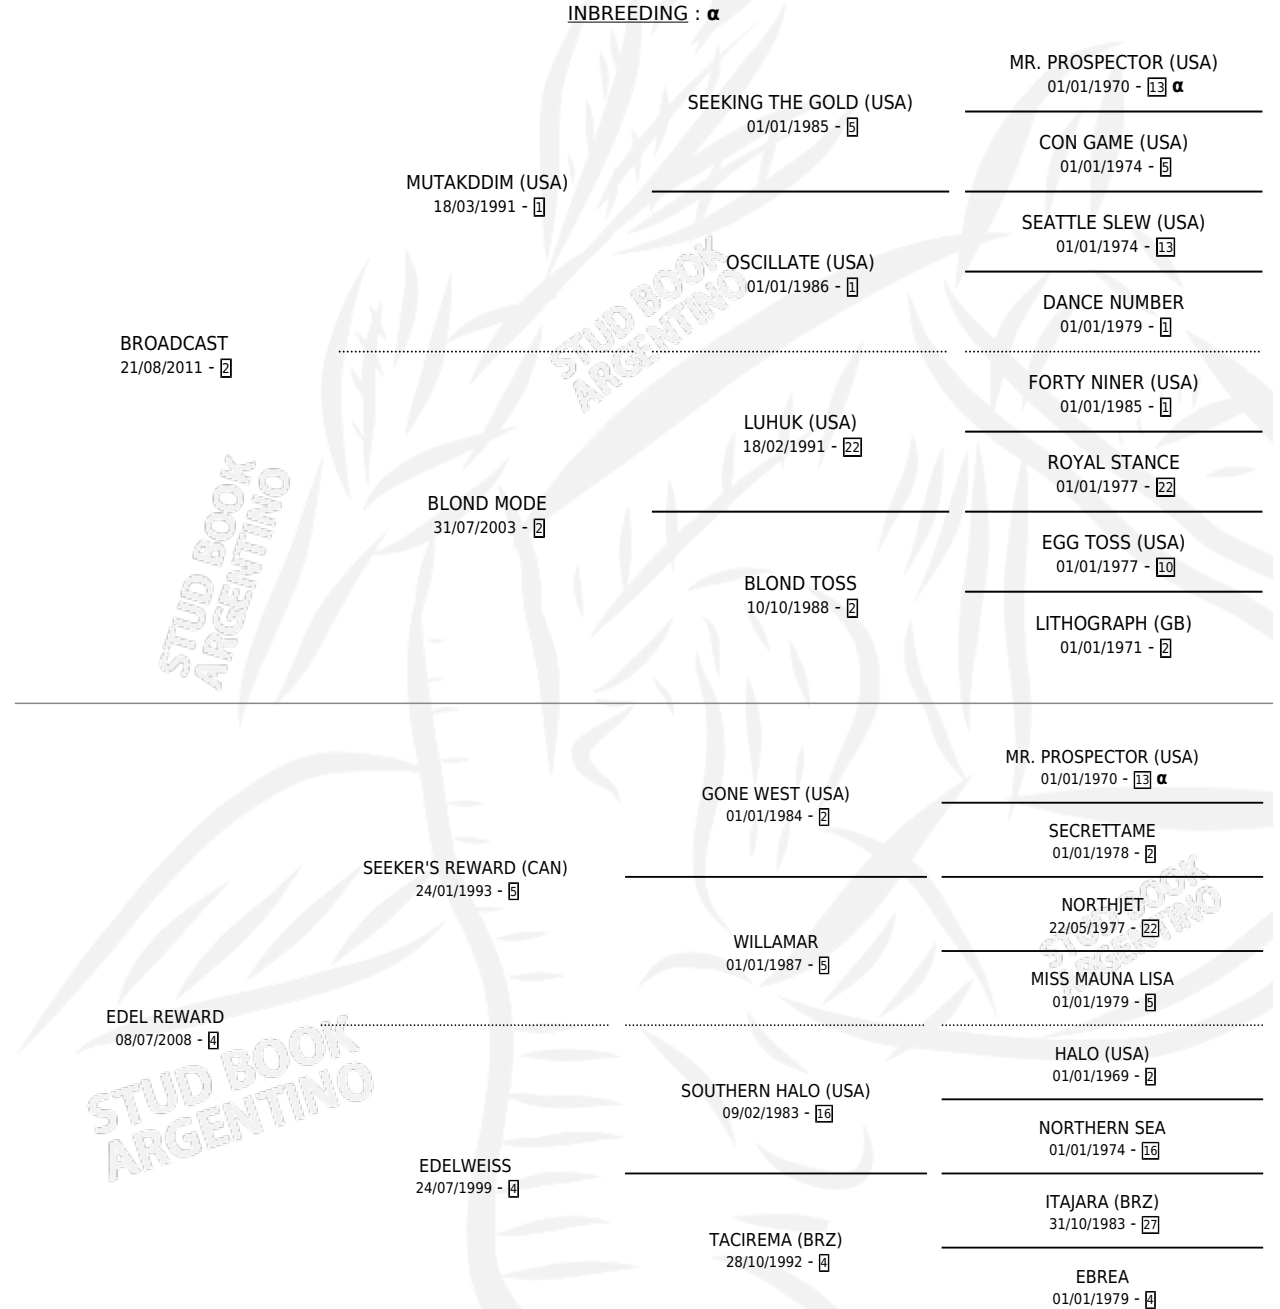 INBREEDING : α
MR. PROSPECTOR (USA)
01/01/1970 - 13 α
SEEKING THE GOLD (USA)
01/01/1985 - 5
CON GAME (USA)
01/01/1974 - 5
MUTAKDDIM (USA)
18/03/1991 - 1
SEATTLE SLEW (USA)
01/01/1974 - 13
OSCILLATE (USA)
01/01/1986 - 1
DANCE NUMBER
01/01/1979 - 1
BROADCAST
21/08/2011 - 2
FORTY NINER (USA)
01/01/1985 - 1
LUHUK (USA)
18/02/1991 - 22
ROYAL STANCE
01/01/1977 - 22
BLOND MODE
31/07/2003 - 2
EGG TOSS (USA)
01/01/1977 - 10
BLOND TOSS
10/10/1988 - 2
LITHOGRAPH (GB)
01/01/1971 - 2
STUD BOOK
ARGENTINO
STUD BOOK
ARGENTINO
MR. PROSPECTOR (USA)
01/01/1970 - 13 α
GONE WEST (USA)
01/01/1984 - 2
SECRETTAME
01/01/1978 - 2
SEEKER'S REWARD (CAN)
24/01/1993 - 5
NORTHJET
22/05/1977 - 22
WILLAMAR
01/01/1987 - 5
MISS MAUNA LISA
01/01/1979 - 5
EDEL REWARD
08/07/2008 - 4
HALO (USA)
01/01/1969 - 2
SOUTHERN HALO (USA)
09/02/1983 - 16
NORTHERN SEA
01/01/1974 - 16
EDELWEISS
24/07/1999 - 4
ITAJARA (BRZ)
31/10/1983 - 27
TACIREMA (BRZ)
28/10/1992 - 4
EBREA
01/01/1979 - 4
STUD BOOK
ARGENTINO
STUD BOOK
ARGENTINO